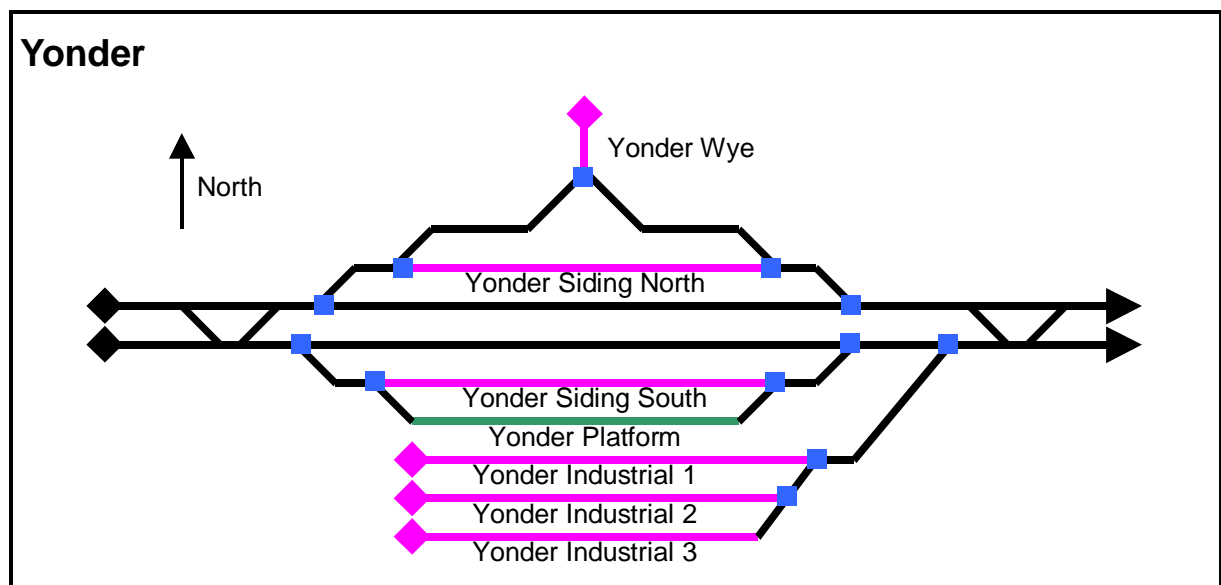 Yonder
Yonder Wye
North
Yonder Siding North
Yonder Siding South
Yonder Platform
Yonder Industrial 1
Yonder Industrial 2
Yonder Industrial 3